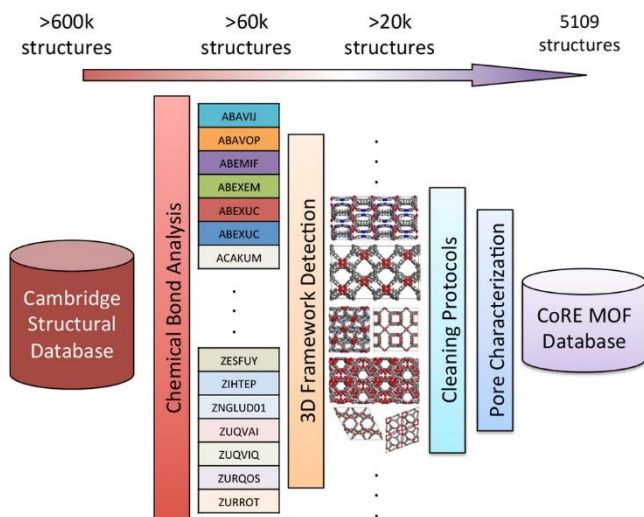 >600k
structures
>60k
structures
>20k
structures
5109
structures
Cambridge
Structural
Database
Chemical Bond Analysis
ABAVIJ
ABAVOP
ABEMIF
ABEXEM
ABEXUC
ABEXUC
ACAKUM
ZESFUY
ZIHTEP
ZNGLUD01
ZUQVAI
ZUQVIQ
ZURQOS
ZURROT
3D Framework Detection
Cleaning Protocols
Pore Characterization
CoRE MOF
Database